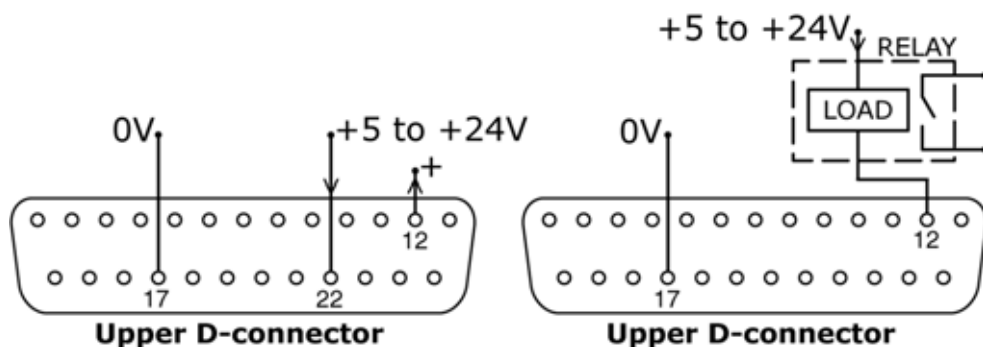 0V
+5 to +24V
+
12
17
22
Upper D-connector
+5 to +24V
RELAY
LOAD
0V
12
17
Upper D-connector